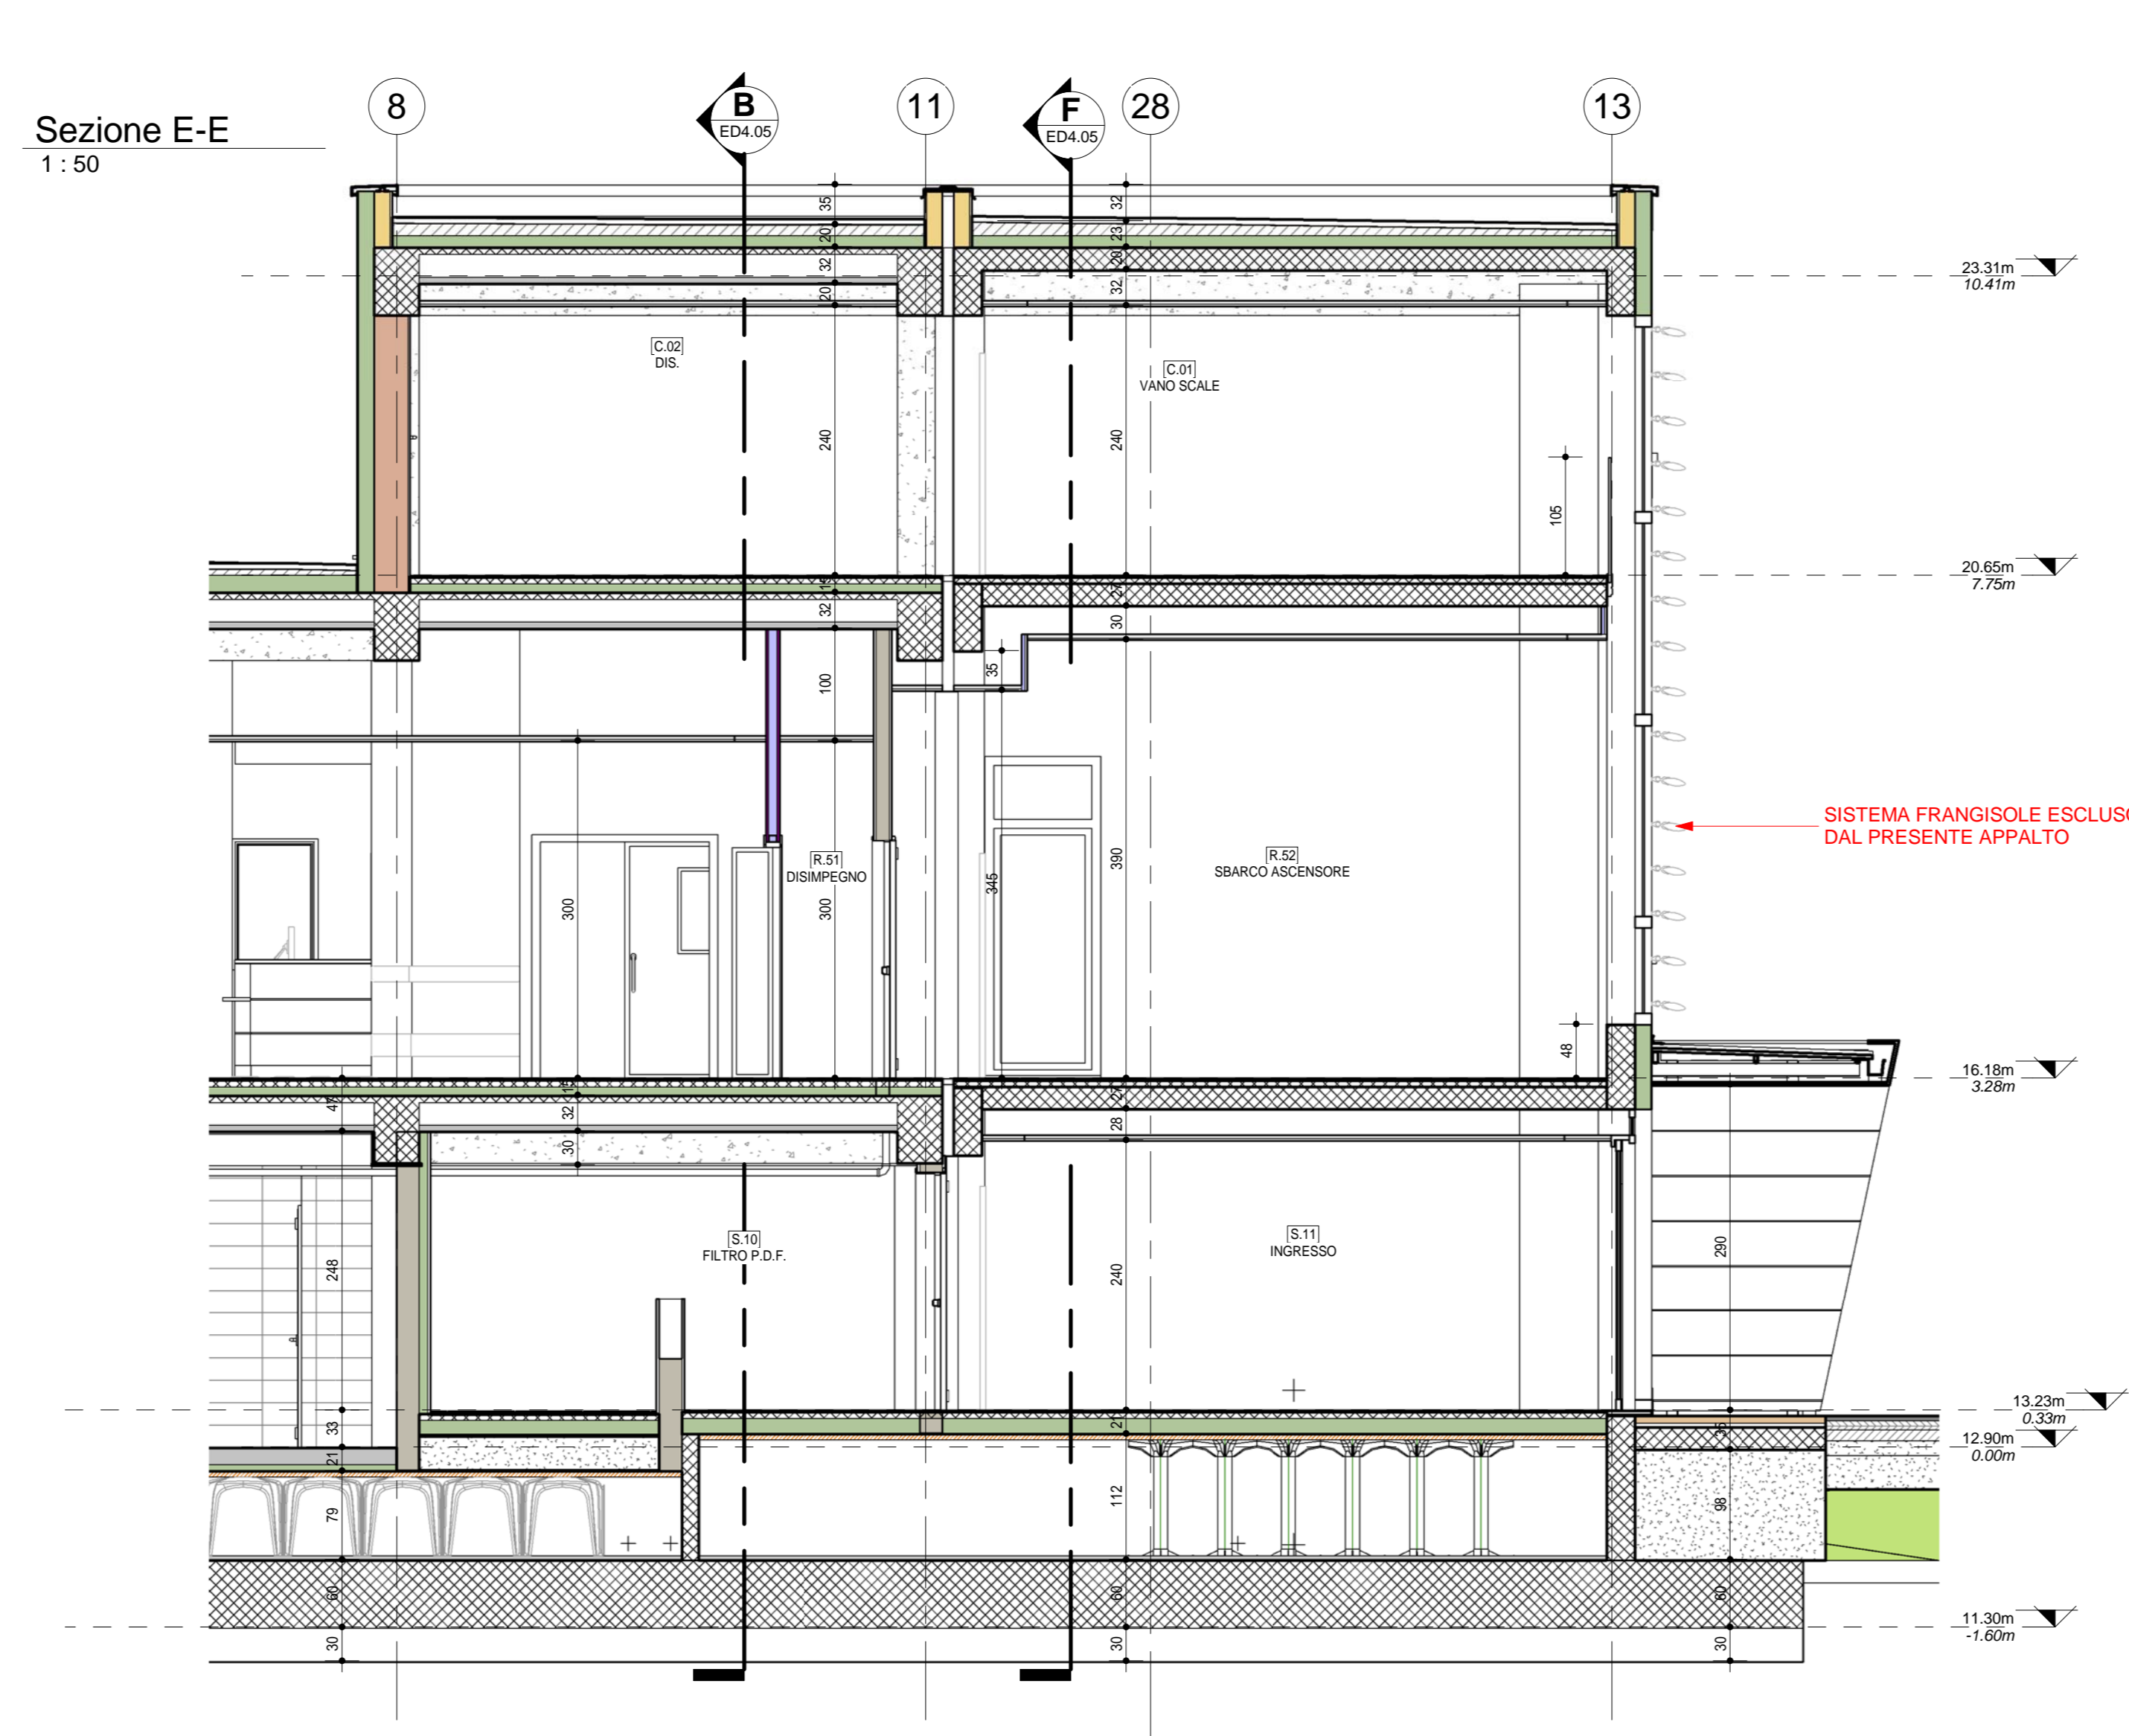 Sezione E-E
1 : 50
8
B
ED4.05
11
F
ED4.05
28
13
35
20
32
20
240
15
32
100
300
32
23
20
32
240
27
30
390
27
28
240
21
112
60
30
[C.02]
DIS.
[C.01]
VANO SCALE
105
23.31m
10.41m
20.65m
7.75m
35
345
300
[R.51]
DISIMPEGNO
[R.52]
SBARCO ASCENSORE
SISTEMA FRANGISOLE ESCLUSO
DAL PRESENTE APPALTO
48
16.18m
3.28m
47
15
32
30
248
33
21
79
60
30
[S.10]
FILTRO P.D.F.
[S.11]
INGRESSO
290
36
98
60
30
13.23m
0.33m
12.90m
0.00m
11.30m
-1.60m